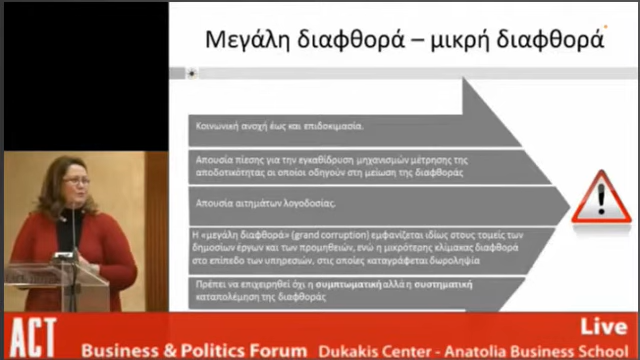 Μεγάλη διαφθορά – μικρή διαφθορά
Κοινωνική ανοχή έως και επιδοκιμασία.
Απουσία πίεσης για την εγκαθίδρυση μηχανισμών μέτρησης της
αποδοτικότητας οι οποίοι οδηγούν στη μείωση της διαφθοράς
Απουσία αιτημάτων λογοδοσίας.
Η «μεγάλη διαφθορά» (grand corruption) εμφανίζεται ιδίως στους τομείς των
δημοσίων έργων και των προμηθειών, ενώ η μικρότερης κλίμακας διαφθορά
στο επίπεδο των υπηρεσιών, στις οποίες καταγράφεται δωροληψία
Πρέπει να επιχειρηθεί όχι η συμπτωματική αλλά η συστηματική
καταπολέμηση της διαφθοράς
Live
ACT
Business & Politics Forum Dukakis Center - Anatolia Business School